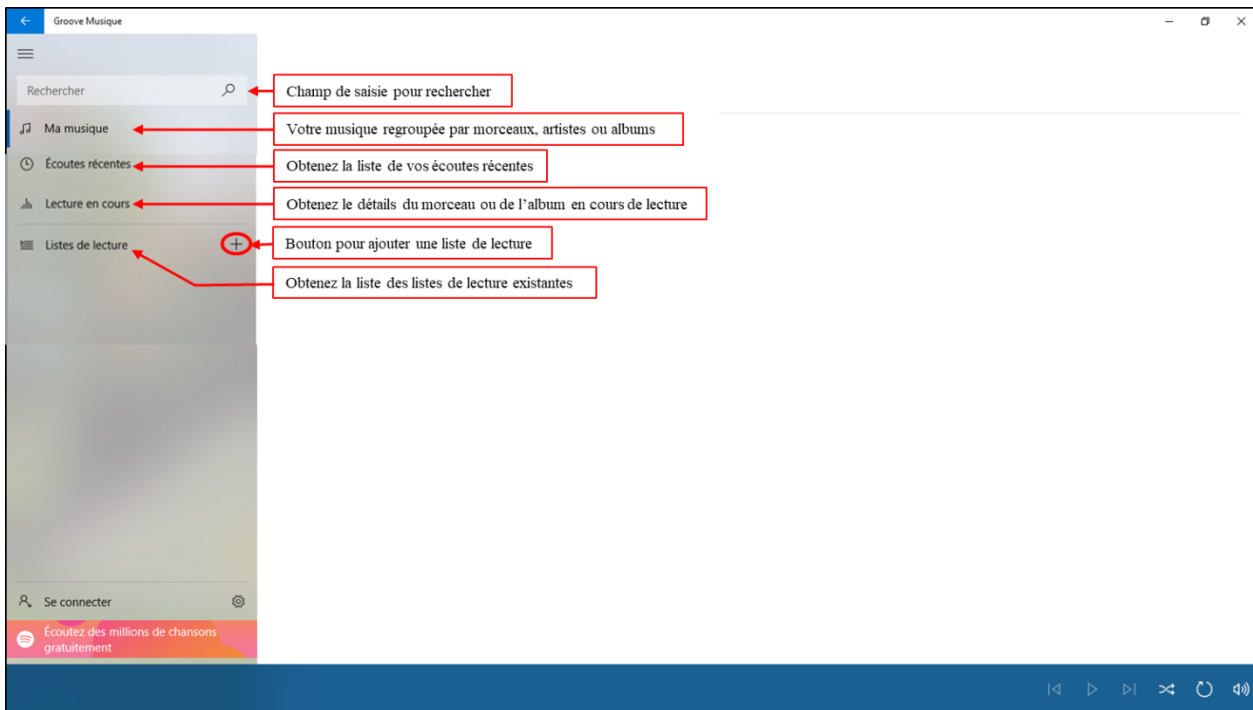 Groove Musique
Rechercher
Champ de saisie pour rechercher
Ma musique
Votre musique regroupée par morceaux, artistes ou albums
Écoutes récentes
Obtenez la liste de vos écoutes récentes
Lecture en cours
Obtenez le détails du morceau ou de l’album en cours de lecture
Listes de lecture
Bouton pour ajouter une liste de lecture
Obtenez la liste des listes de lecture existantes
Se connecter
Écoutez des millions de chansons
gratuitement